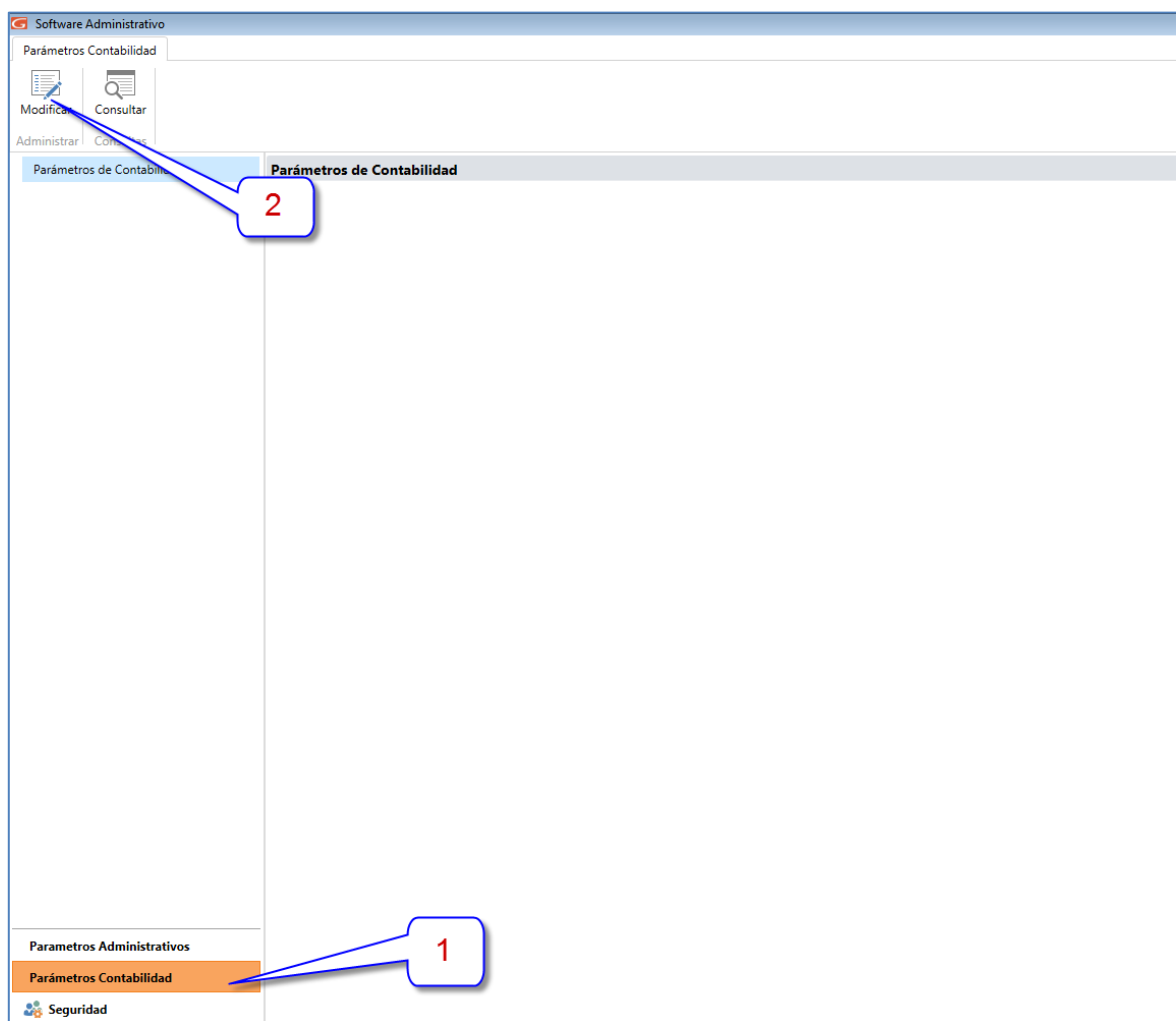 Software Administrativo
Parámetros Contabilidad
Modificar Consultar
Administrar
Parámetros de Parámetros de Contabilidad
2
1
Parametros Administrativos
Parámetros Contabilidad
Seguridad